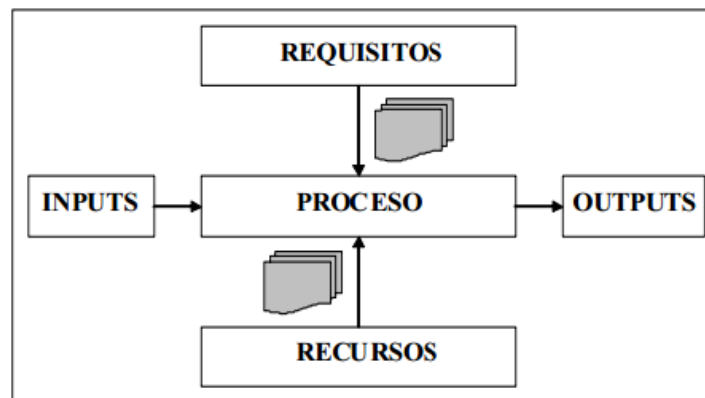 REQUISITOS
INPUTS
PROCESO
OUTPUTS
RECURSOS